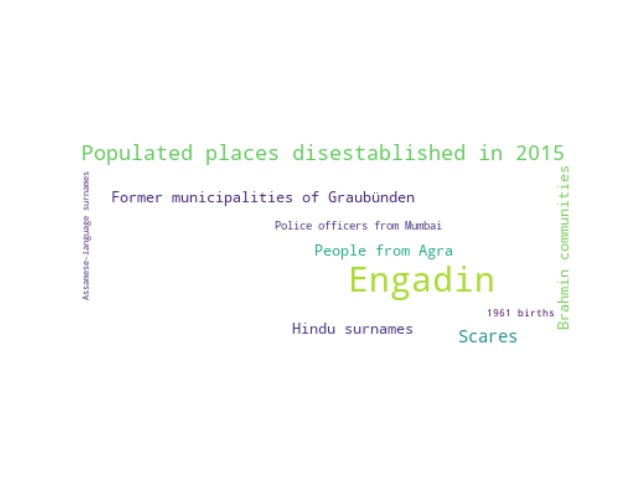 Populated places disestablished in 2015
Assamese-language surnames
Brahmin communities
Former municipalities of Graubünden
Police officers from Mumbai
People from Agra
Engadin
1961 births
Hindu surnames
Scares